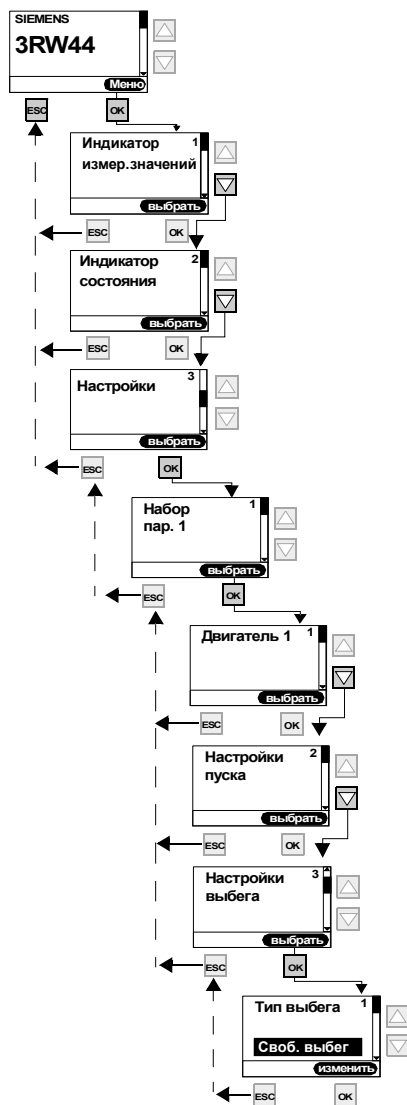 SIEMENS
3RW44
Меню
ESC
OK
Индикатор 1
измер.значений
выбрать
ESC
OK
Индикатор 2
состояния
выбрать
ESC
OK
Настройки 3
выбрать
ESC
OK
Набор 1
пар. 1
выбрать
ESC
OK
Двигатель 1 1
выбрать
ESC
OK
Настройки 2
пуска
выбрать
ESC
OK
Настройки 3
выбега
выбрать
ESC
OK
Тип выбега 1
Своб. выбег
изменить
ESC
OK